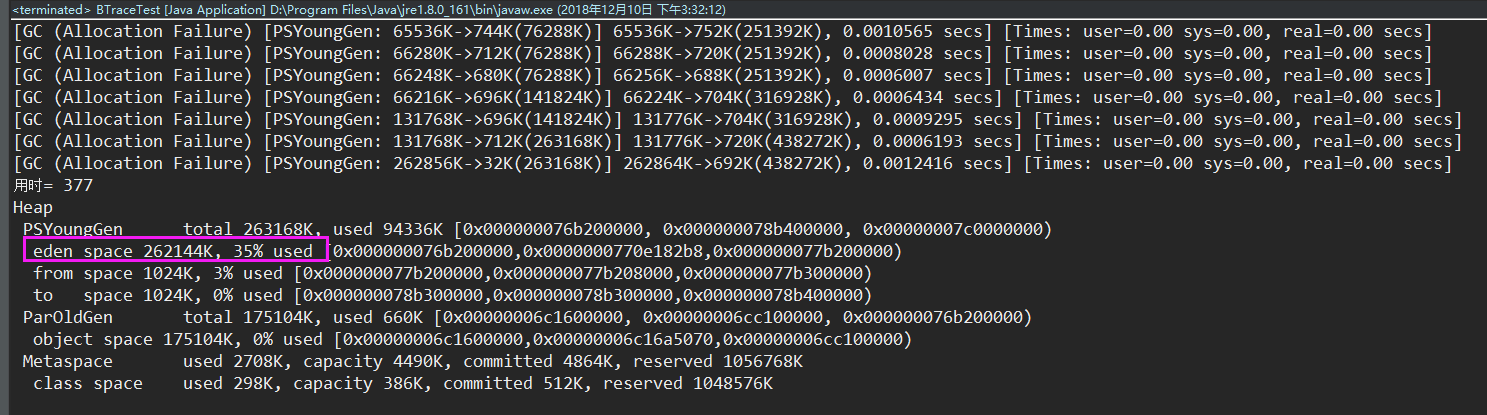 <terminated> BTraceTest [Java Application] D:\Program Files\Java\jre1.8.0_161\bin\javaw.exe (2018年12月10日 下午3:32:12)
[GC (Allocation Failure) [PSYoungGen: 65536K->744K(76288K)] 65536K->752K(251392K), 0.0010565 secs] [Times: user=0.00 sys=0.00, real=0.00 secs]
[GC (Allocation Failure) [PSYoungGen: 66280K->712K(76288K)] 66288K->720K(251392K), 0.0008028 secs] [Times: user=0.00 sys=0.00, real=0.00 secs]
[GC (Allocation Failure) [PSYoungGen: 66248K->680K(76288K)] 66256K->688K(251392K), 0.0006007 secs] [Times: user=0.00 sys=0.00, real=0.00 secs]
[GC (Allocation Failure) [PSYoungGen: 66216K->696K(141824K)] 66224K->704K(316928K), 0.0006434 secs] [Times: user=0.00 sys=0.00, real=0.00 secs]
[GC (Allocation Failure) [PSYoungGen: 131768K->696K(141824K)] 131776K->704K(316928K), 0.0009295 secs] [Times: user=0.00 sys=0.00, real=0.00 secs]
[GC (Allocation Failure) [PSYoungGen: 131768K->712K(263168K)] 131776K->720K(438272K), 0.0006193 secs] [Times: user=0.00 sys=0.00, real=0.00 secs]
[GC (Allocation Failure) [PSYoungGen: 262856K->32K(263168K)] 262864K->692K(438272K), 0.0012416 secs] [Times: user=0.00 sys=0.00, real=0.00 secs]
用时= 377
Heap
PSYoungGen total 263168K, used 94336K [0x000000076b200000, 0x000000078b400000, 0x00000007c0000000)
eden space 262144K, 35% used [0x000000076b200000,0x0000000770e182b8,0x000000077b200000)
from space 1024K, 3% used [0x000000077b200000,0x000000077b208000,0x000000077b300000)
to space 1024K, 0% used [0x000000078b300000,0x000000078b300000,0x000000078b400000)
ParOldGen total 175104K, used 660K [0x00000006c1600000, 0x00000006cc100000, 0x000000076b200000)
object space 175104K, 0% used [0x00000006c1600000,0x00000006c16a5070,0x00000006cc100000)
Metaspace used 2708K, capacity 4490K, committed 4864K, reserved 1056768K
class space used 298K, capacity 386K, committed 512K, reserved 1048576K